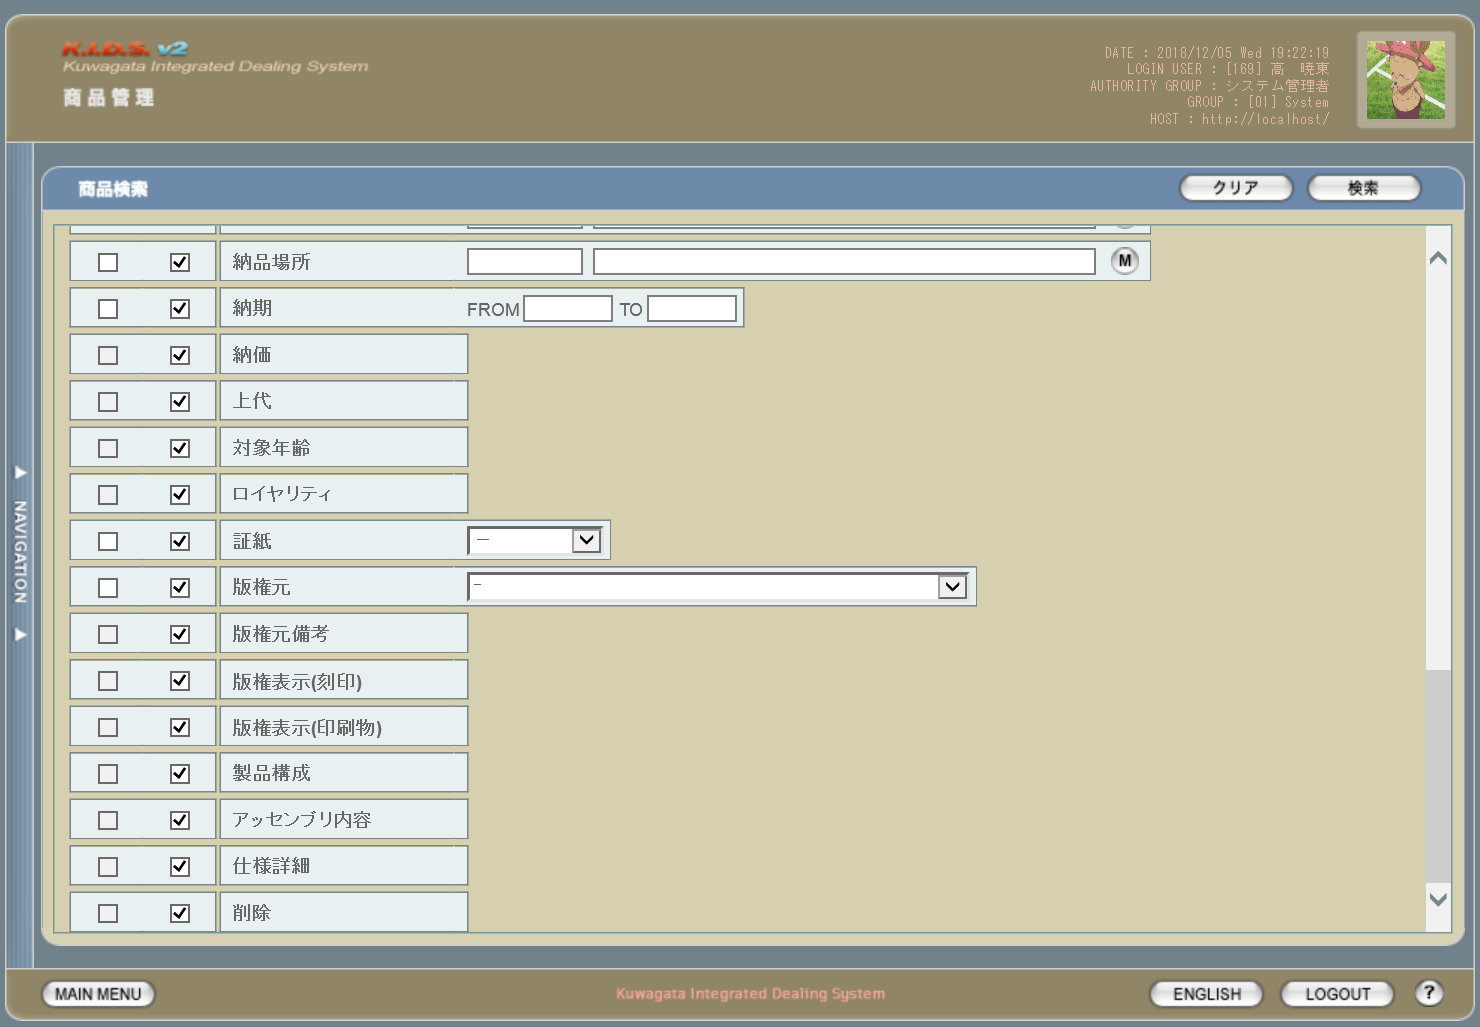 K.I.D.S. v2
Kuwagata Integrated Dealing System
商品管理
DATE : 2018/12/05 Wed 19:22:19
LOGIN USER : [169] 高　暁東
AUTHORITY GROUP : システム管理者
GROUP : [01] System
HOST : http://localhost/
商品検索
クリア
検索
納品場所
M
納期
FROM
TO
納価
上代
対象年齢
ロイヤリティ
証紙
版権元
版権元備考
版権表示(刻印)
版権表示(印刷物)
製品構成
アッセンブリ内容
仕様詳細
削除
NAVIGATION
MAIN MENU
Kuwagata Integrated Dealing System
ENGLISH
LOGOUT
?